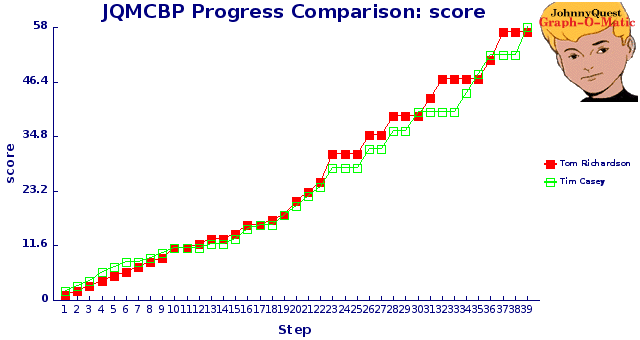 JQMCBP Progress Comparison: score
JohnnyQuest
Graph-O-Matic
58
46.4
34.8
23.2
11.6
0
score
Tom Richardson
Tim Casey
1 2 3 4 5 6 7 8 9 10 11 12 13 14 15 16 17 18 19 20 21 22 23 24 25 26 27 28 29 30 31 32 33 34 35 36 37 38 39
Step